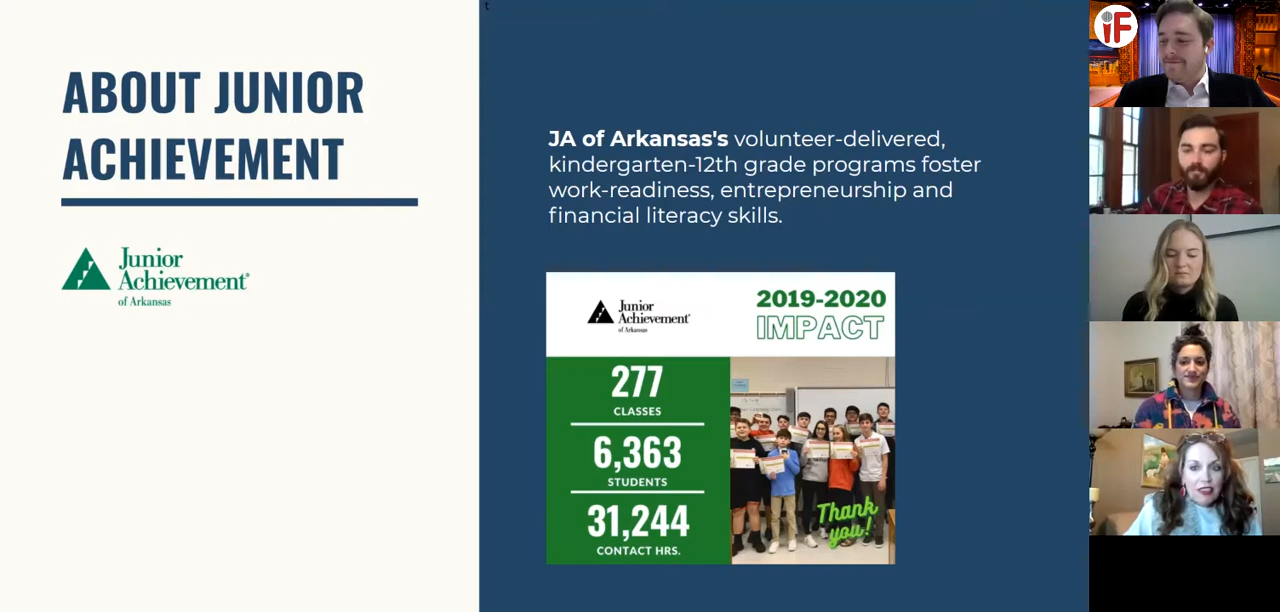 t
ABOUT JUNIOR
ACHIEVEMENT
Junior
Achievement®
of Arkansas
JA of Arkansas's volunteer-delivered,
kindergarten-12th grade programs foster
work-readiness, entrepreneurship and
financial literacy skills.
Junior
Achievement®
of Arkansas
2019-2020
IMPACT
277
CLASSES
6,363
STUDENTS
31,244
CONTACT HRS.
Thank
you!
iF